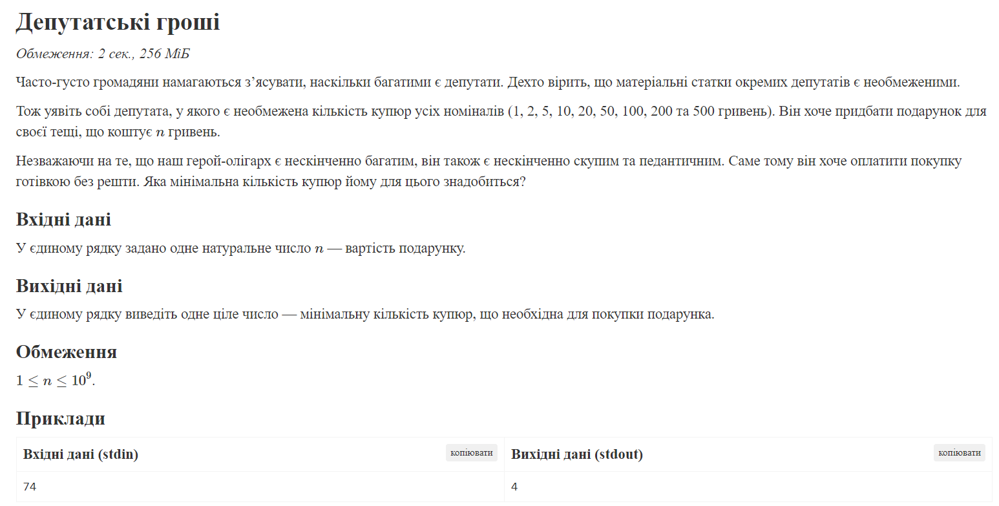 Депутатські гроші
Обмеження: 2 сек., 256 МіБ
Часто-густо громадяни намагаються з’ясувати, наскільки багатими є депутати. Дехто вірить, що матеріальні статки окремих депутатів є необмеженими.
Тож уявіть собі депутата, у якого є необмежена кількість купюр усіх номіналів (1, 2, 5, 10, 20, 50, 100, 200 та 500 гривень). Він хоче придбати подарунок для
своєї тещі, що коштує n гривень.
Незважаючи на те, що наш герой-олігарх є нескінченно багатим, він також є нескінченно скупим та педантичним. Саме тому він хоче оплатити покупку
готівкою без решти. Яка мінімальна кількість купюр йому для цього знадобиться?
Вхідні дані
У єдиному рядку задано одне натуральне число n — вартість подарунку.
Вихідні дані
У єдиному рядку виведіть одне ціле число — мінімальну кількість купюр, що необхідна для покупки подарунка.
Обмеження
1 ≤ n ≤ 10⁹.
Приклади
Вхідні дані (stdin) копіювати Вихідні дані (stdout) копіювати
74 4